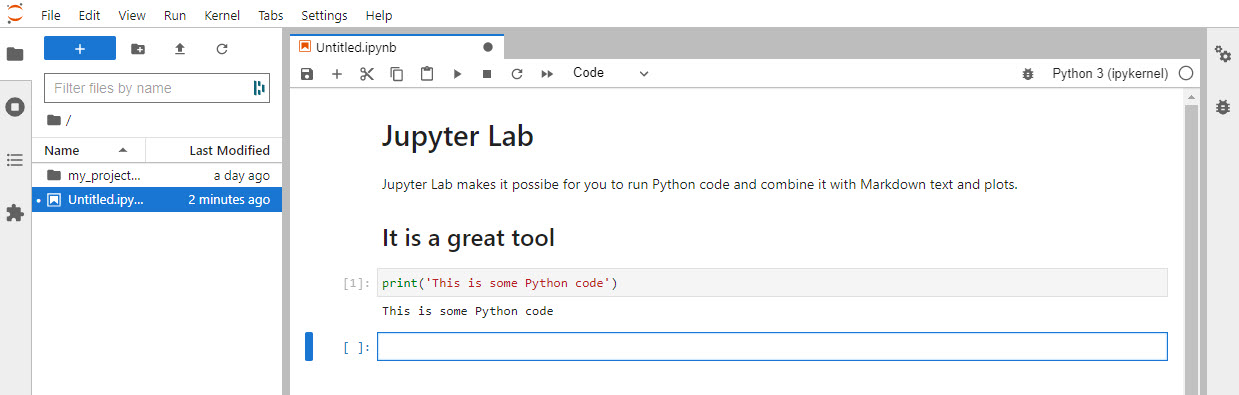 File Edit View Run Kernel Tabs Settings Help
+
Filter files by name
/
Name Last Modified
my_project... a day ago
Untitled.ipy... 2 minutes ago
Untitled.ipynb
Code
Python 3 (ipykernel)
Jupyter Lab
Jupyter Lab makes it possibe for you to run Python code and combine it with Markdown text and plots.
It is a great tool
[1]: print('This is some Python code')
This is some Python code
[ ]: